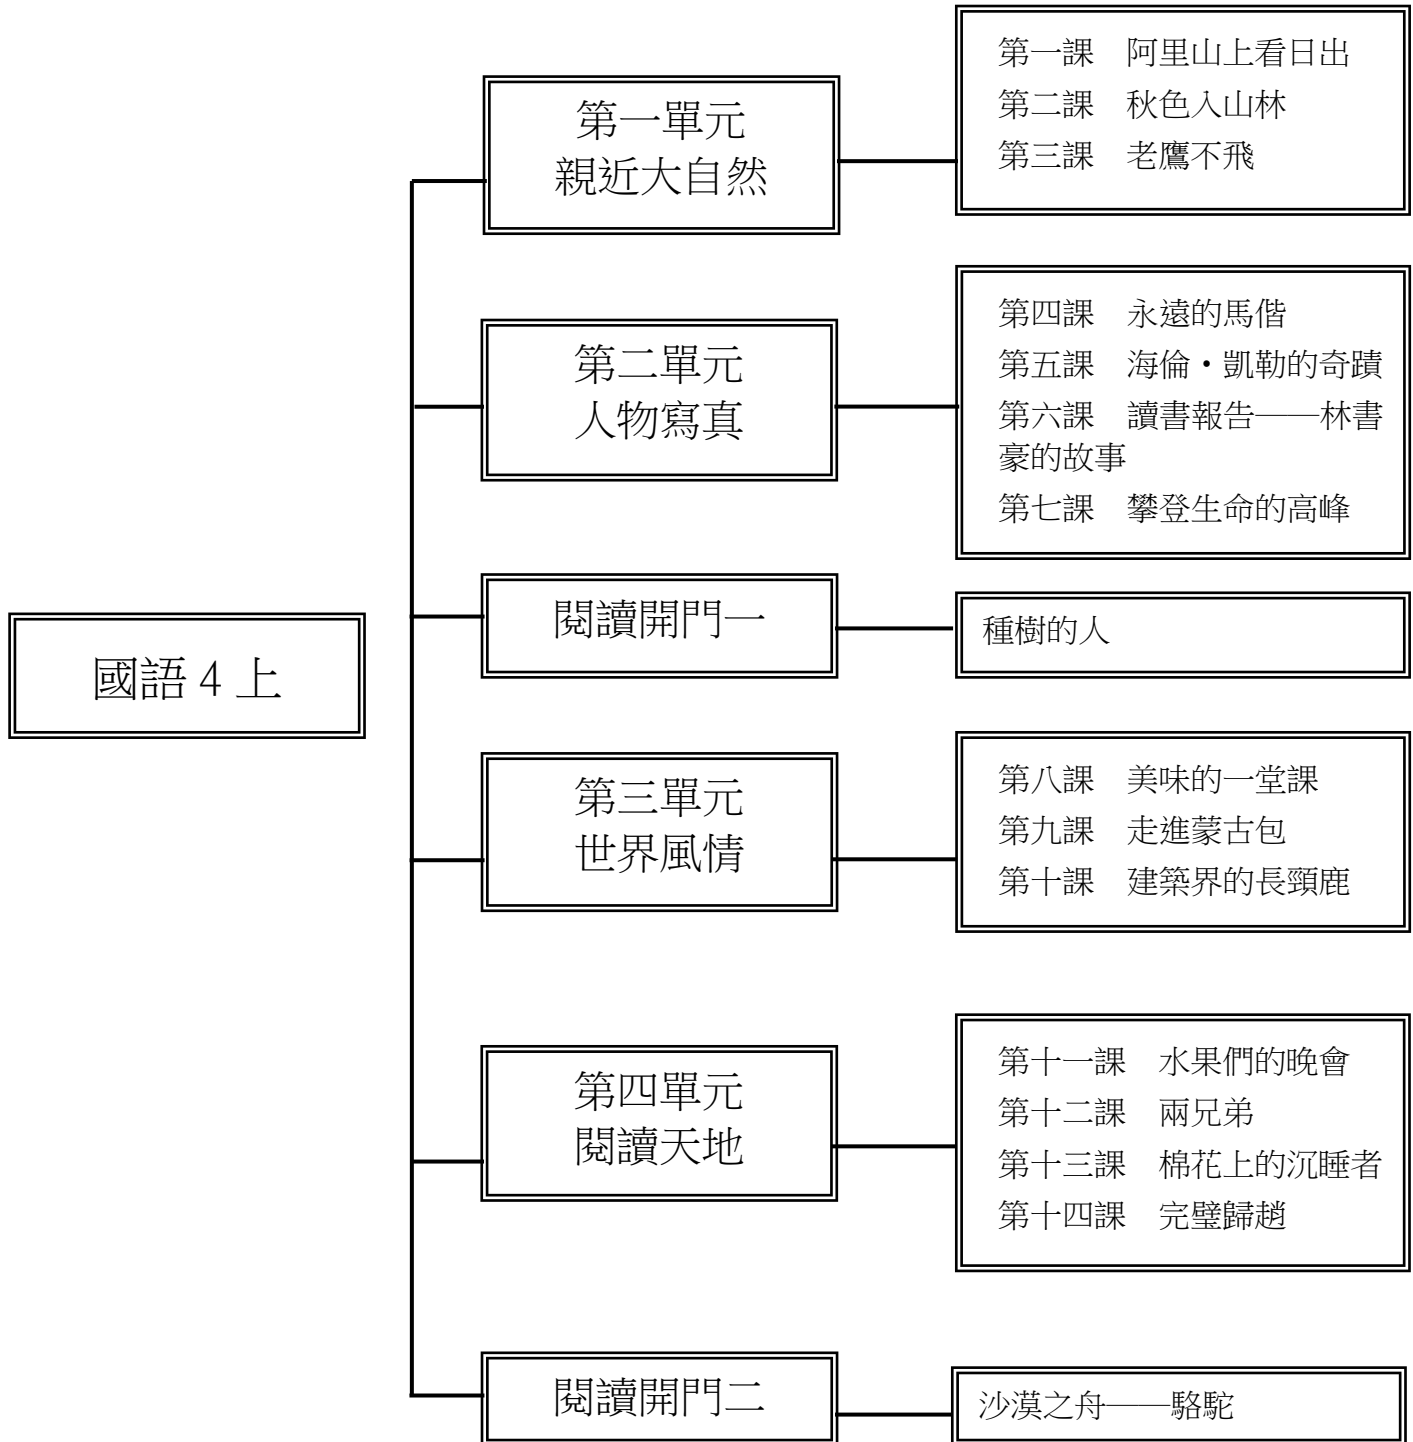 國語 4 上
第一單元
親近大自然
第一課　阿里山上看日出
第二課　秋色入山林
第三課　老鷹不飛
第二單元
人物寫真
第四課　永遠的馬偕
第五課　海倫・凱勒的奇蹟
第六課　讀書報告──林書
豪的故事
第七課　攀登生命的高峰
閱讀開門一
種樹的人
第三單元
世界風情
第八課　美味的一堂課
第九課　走進蒙古包
第十課　建築界的長頸鹿
第四單元
閱讀天地
第十一課　水果們的晚會
第十二課　兩兄弟
第十三課　棉花上的沉睡者
第十四課　完璧歸趙
閱讀開門二
沙漠之舟──駱駝